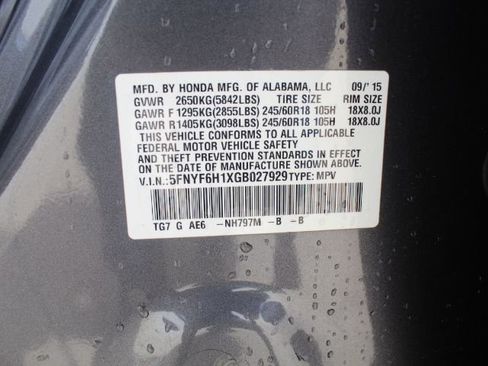 MFD. BY HONDA MFG. OF ALABAMA, LLC 09/'15
GVWR 2650KG(5842LBS) TIRE SIZE RIM SIZE
GAWR F 1295KG(2855LBS) 245/60R18 105H 18X8.0J
GAWR R 1405KG(3098LBS) 245/60R18 105H 18X8.0J
THIS VEHICLE CONFORMS TO ALL APPLICABLE
FEDERAL MOTOR VEHICLE SAFETY
AND THEFT PREVENTION STANDARDS IN EFFECT
ON THE DATE OF MANUFACTURE SHOWN ABOVE.
V.I.N.: 5FNYF6H1XGB027929 TYPE: MPV
TG7 G AE6 -NH797M -B -B